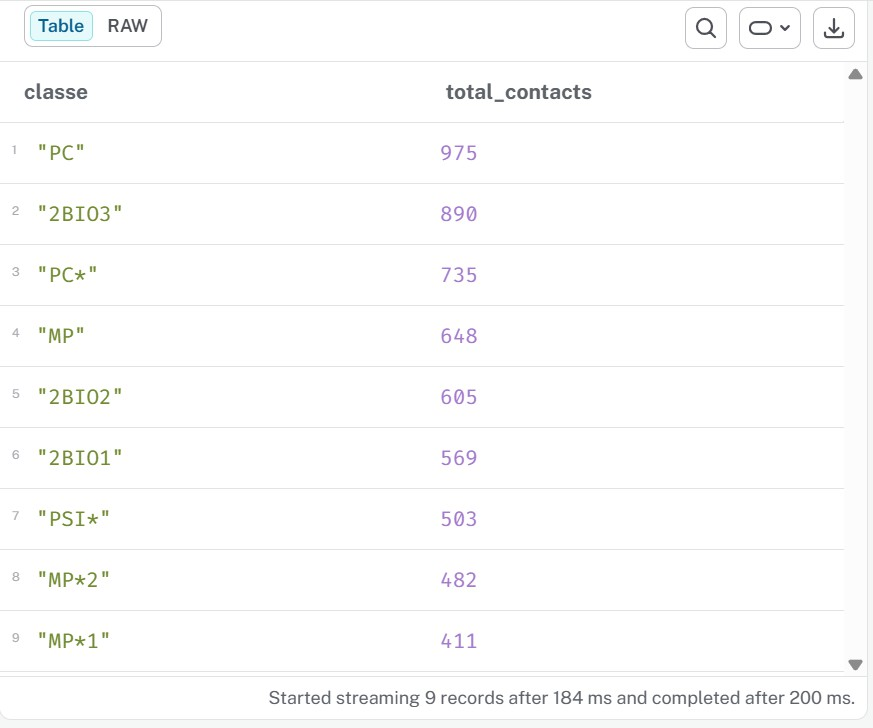 Table RAW
classe total_contacts
1 "PC" 975
2 "2BIO3" 890
3 "PC*" 735
4 "MP" 648
5 "2BIO2" 605
6 "2BIO1" 569
7 "PSI*" 503
8 "MP*2" 482
9 "MP*1" 411
Started streaming 9 records after 184 ms and completed after 200 ms.